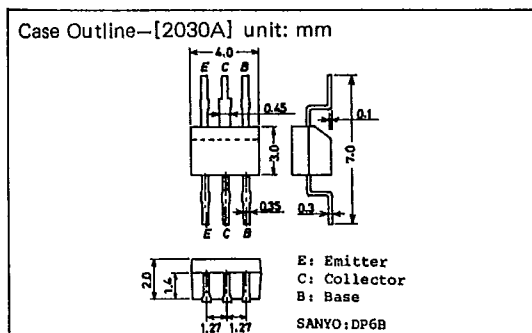 Case Outline—[2030A] unit: mm
4.0
E C B
0.45
0.1
3.0
7.0
0.35
0.3
E C B
2.0
1.4
1.27 1.27
E: Emitter
C: Collector
B: Base
SANYO:DP6B